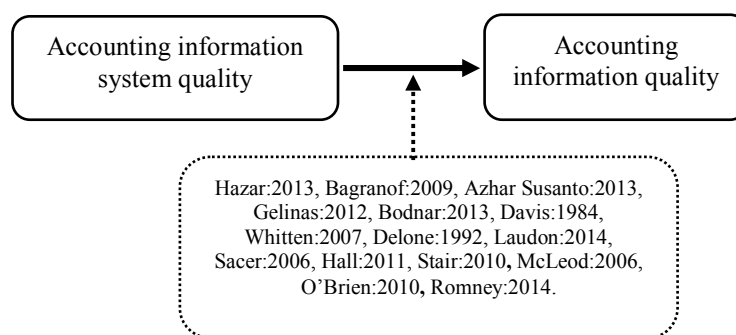 Accounting information
system quality
Accounting
information quality
Hazar:2013, Bagranof:2009, Azhar Susanto:2013,
Gelinas:2012, Bodnar:2013, Davis:1984,
Whitten:2007, Delone:1992, Laudon:2014,
Sacer:2006, Hall:2011, Stair:2010, McLeod:2006,
O’Brien:2010, Romney:2014.